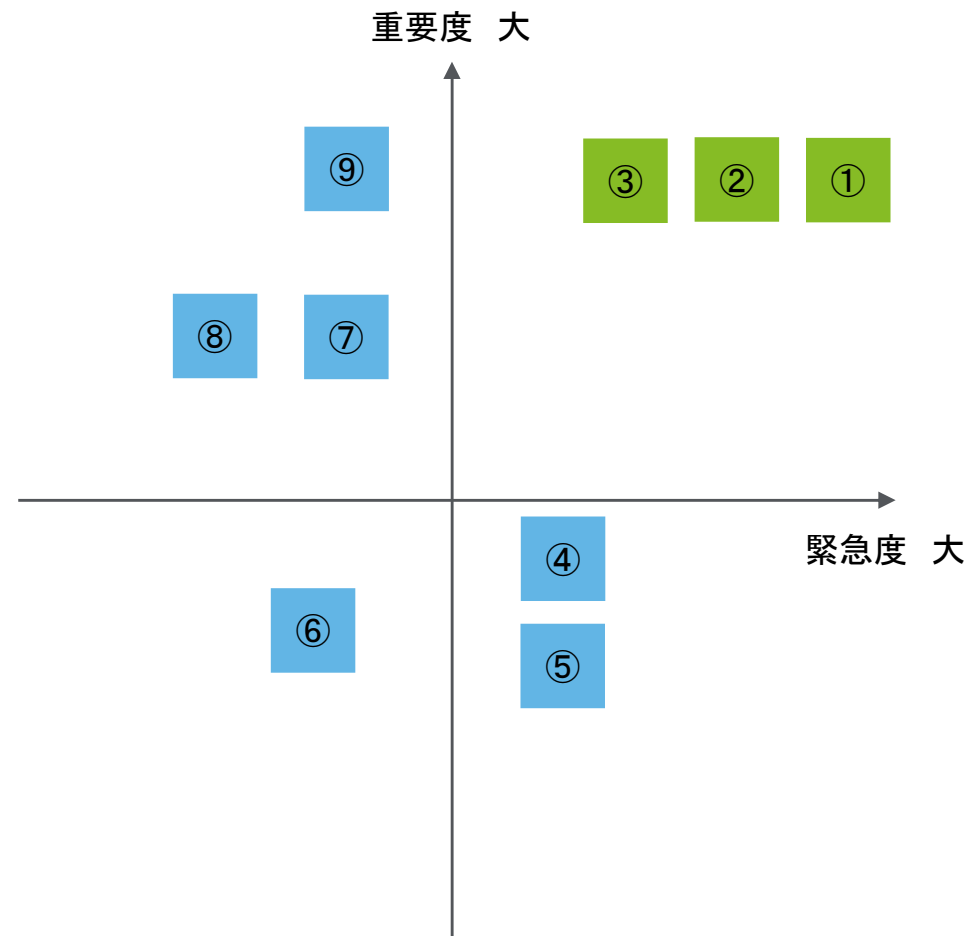 重要度 大
⑨
③ ② ①
⑧ ⑦
緊急度 大
④
⑥
⑤